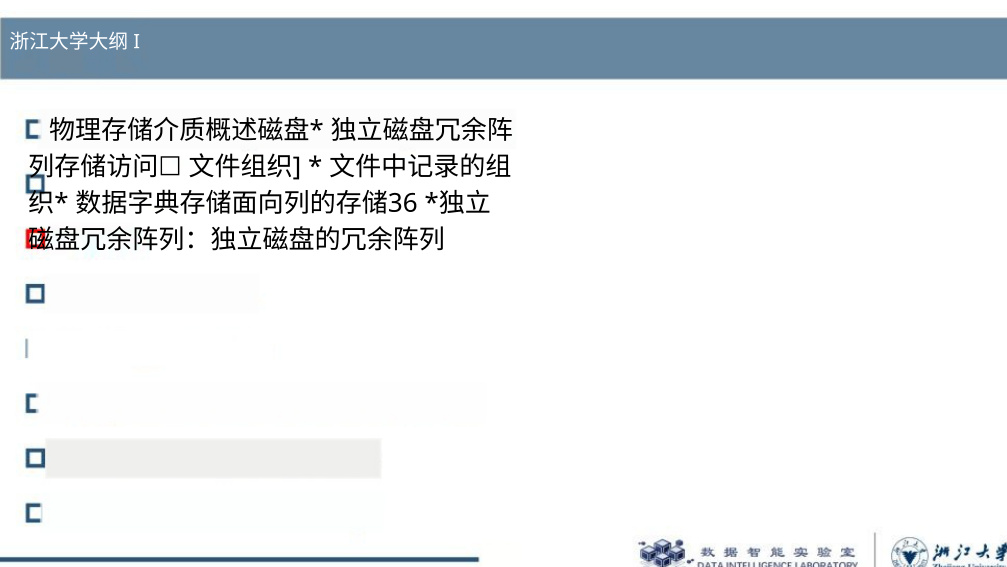 浙江大学大纲 I
物理存储介质概述磁盘* 独立磁盘冗余阵
列存储访问□ 文件组织] * 文件中记录的组
织* 数据字典存储面向列的存储36 *独立
磁盘冗余阵列：独立磁盘的冗余阵列
数据智能实验室
DATA INTELLIGENCE LABORATORY
浙江大学
Zhejiang University